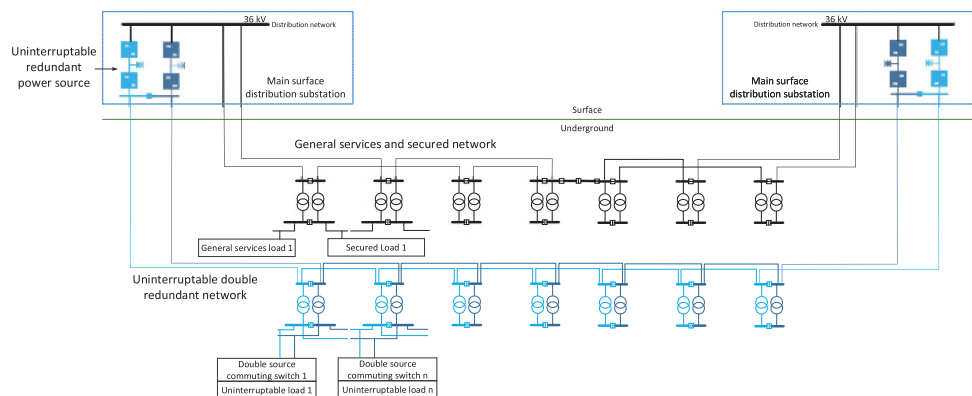 36 kV
Distribution network
Uninterruptable
redundant
power source
Main surface
distribution substation
36 kV
Distribution network
Main surface
distribution substation
Surface
Underground
General services and secured network
General services load 1
Secured Load 1
Uninterruptable double
redundant network
Double source
commuting switch 1
Uninterruptable load 1
Double source
commuting switch n
Uninterruptable load n